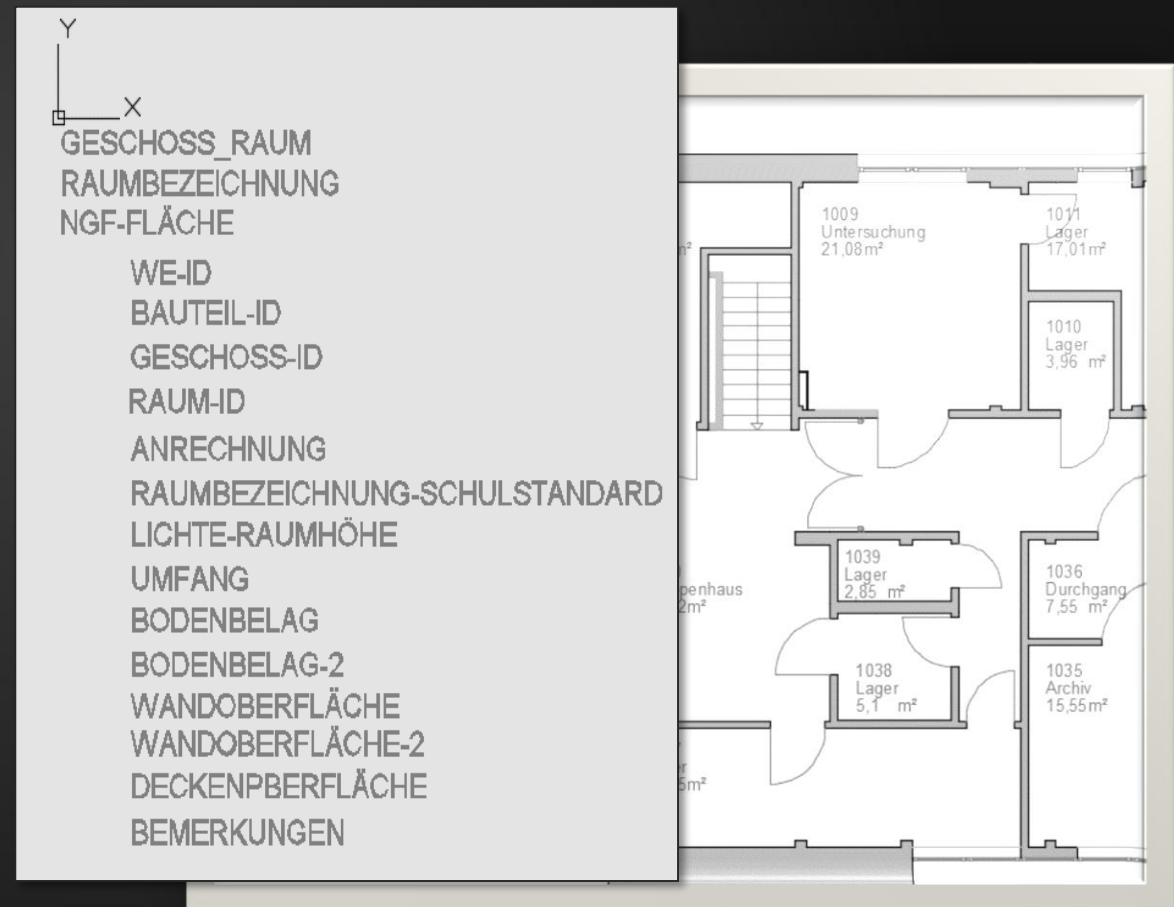 Y
X
GESCHOSS_RAUM
RAUMBEZEICHNUNG
NGF-FLÄCHE
WE-ID
BAUTEIL-ID
GESCHOSS-ID
RAUM-ID
ANRECHNUNG
RAUMBEZEICHNUNG-SCHULSTANDARD
LICHTE-RAUMHÖHE
UMFANG
BODENBELAG
BODENBELAG-2
WANDOBERFLÄCHE
WANDOBERFLÄCHE-2
DECKENPBERFLÄCHE
BEMERKUNGEN
1009
Untersuchung
21,08m²
1011
Lager
17,01m²
1010
Lager
3,96 m²
1039
Lager
2,85 m²
1036
Durchgang
7,55 m²
penhaus
2m²
1038
Lager
5,1 m²
1035
Archiv
15,55m²
5m²